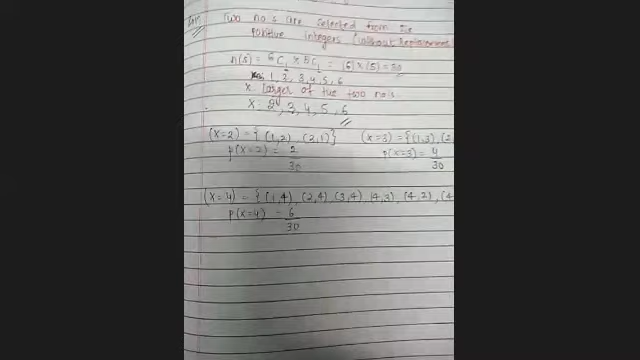 Two no.s are selected from six
positive integers (without Replacement)
n(S) = 6C1 x 5C1 = (6) x (5) = 30
1, 2, 3, 4, 5, 6
X: larger of the two no.s
X: 2, 3, 4, 5, 6
(X=2) = { (1,2) (2,1)} (X=3) = {(1,3), (2
P(X=2) = 2/30 P(X=3) = 4/30
(X=4) = { (1,4), (2,4), (3,4), (4,3), (4,2), (4
P(X=4) - 6/30